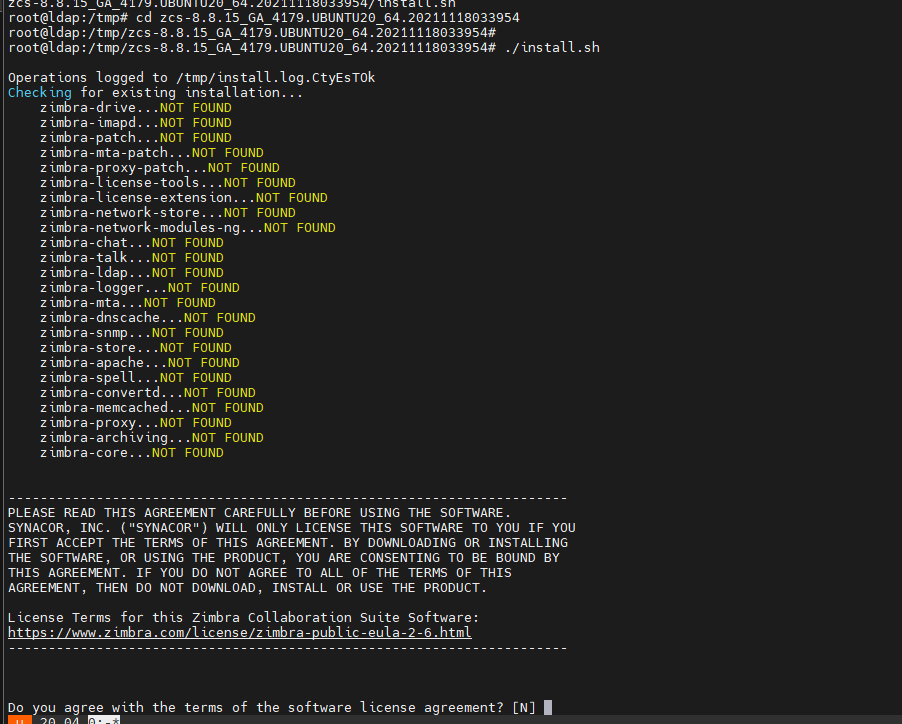 zcs-8.8.15_GA_4179.UBUNTU20_64.20211118033954/install.sh
root@ldap:/tmp# cd zcs-8.8.15_GA_4179.UBUNTU20_64.20211118033954
root@ldap:/tmp/zcs-8.8.15_GA_4179.UBUNTU20_64.20211118033954#
root@ldap:/tmp/zcs-8.8.15_GA_4179.UBUNTU20_64.20211118033954# ./install.sh
Operations logged to /tmp/install.log.CtyEsTOk
Checking for existing installation...
zimbra-drive...NOT FOUND
zimbra-imapd...NOT FOUND
zimbra-patch...NOT FOUND
zimbra-mta-patch...NOT FOUND
zimbra-proxy-patch...NOT FOUND
zimbra-license-tools...NOT FOUND
zimbra-license-extension...NOT FOUND
zimbra-network-store...NOT FOUND
zimbra-network-modules-ng...NOT FOUND
zimbra-chat...NOT FOUND
zimbra-talk...NOT FOUND
zimbra-ldap...NOT FOUND
zimbra-logger...NOT FOUND
zimbra-mta...NOT FOUND
zimbra-dnscache...NOT FOUND
zimbra-snmp...NOT FOUND
zimbra-store...NOT FOUND
zimbra-apache...NOT FOUND
zimbra-spell...NOT FOUND
zimbra-convertd...NOT FOUND
zimbra-memcached...NOT FOUND
zimbra-proxy...NOT FOUND
zimbra-archiving...NOT FOUND
zimbra-core...NOT FOUND
----------------------------------------------------------------------
PLEASE READ THIS AGREEMENT CAREFULLY BEFORE USING THE SOFTWARE.
SYNACOR, INC. ("SYNACOR") WILL ONLY LICENSE THIS SOFTWARE TO YOU IF YOU
FIRST ACCEPT THE TERMS OF THIS AGREEMENT. BY DOWNLOADING OR INSTALLING
THE SOFTWARE, OR USING THE PRODUCT, YOU ARE CONSENTING TO BE BOUND BY
THIS AGREEMENT. IF YOU DO NOT AGREE TO ALL OF THE TERMS OF THIS
AGREEMENT, THEN DO NOT DOWNLOAD, INSTALL OR USE THE PRODUCT.
License Terms for this Zimbra Collaboration Suite Software:
https://www.zimbra.com/license/zimbra-public-eula-2-6.html
----------------------------------------------------------------------
Do you agree with the terms of the software license agreement? [N]
u 20.04 0:-*